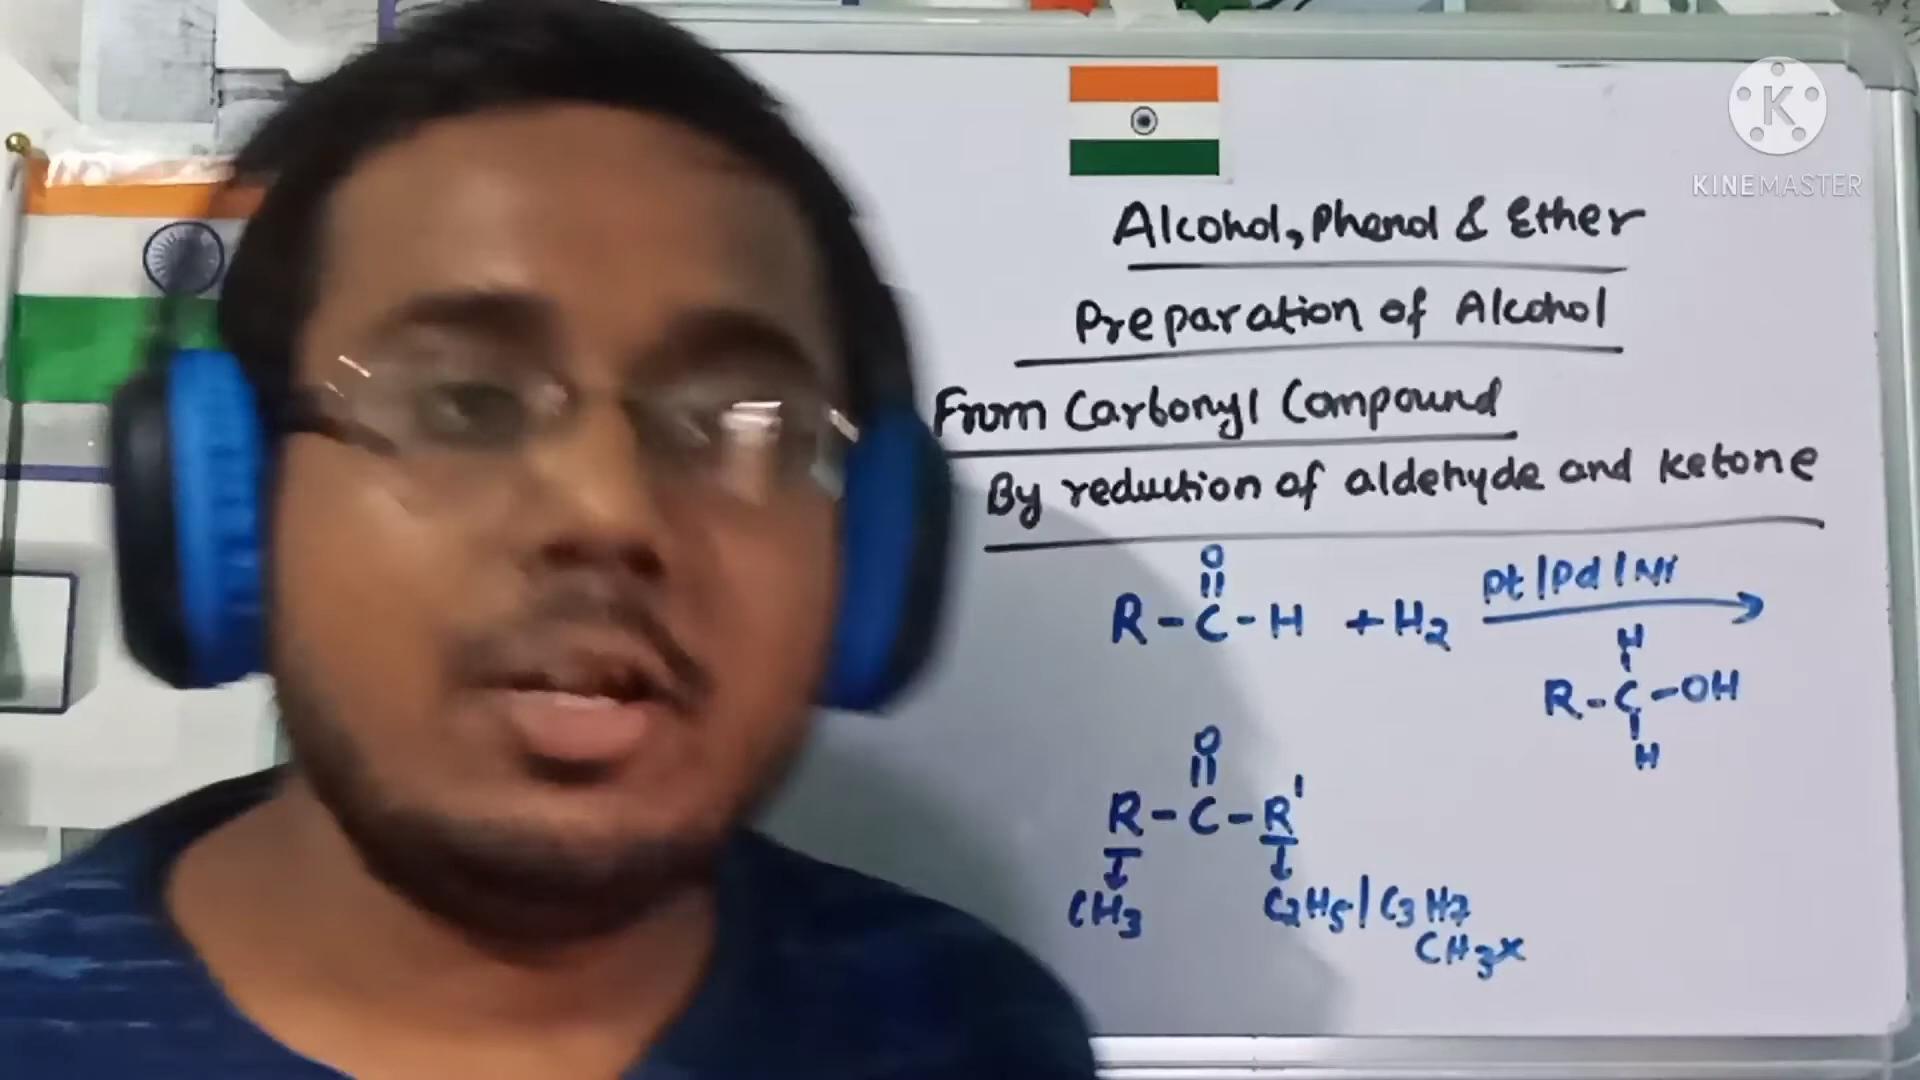 KINEMASTER
Alcohol, Phenol & Ether
Preparation of Alcohol
From Carbonyl Compound
By reduction of aldehyde and ketone
O
R-C-H + H2 Pt/Pd/Ni
H
R-C-OH
H
O
R-C-R'
CH3 C2H5/C3H7
CH3x